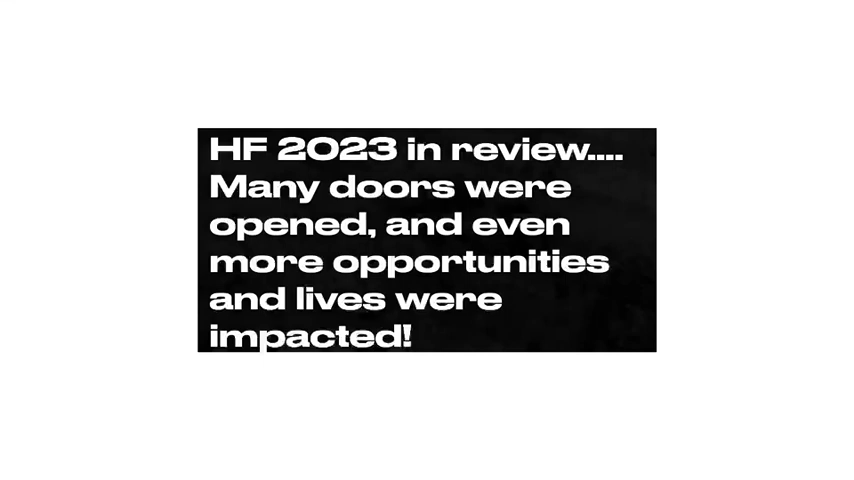 HF 2023 in review....
Many doors were
opened, and even
more opportunities
and lives were
impacted!